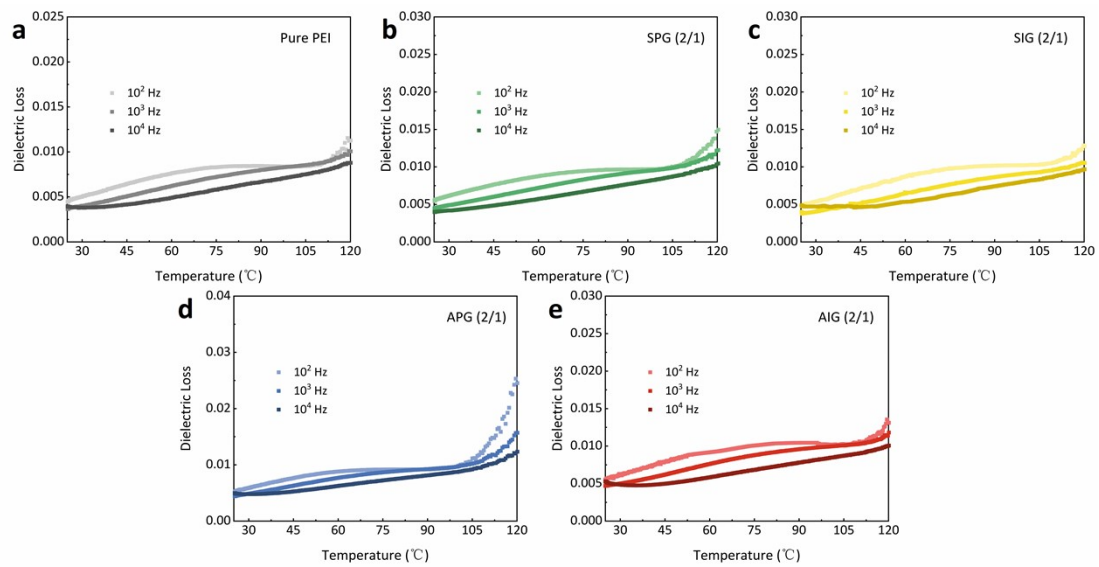 a
Pure PEI
10² Hz
10³ Hz
10⁴ Hz
0.025
0.020
0.015
0.010
0.005
0.000
Dielectric Loss
30 45 60 75 90 105 120
Temperature (℃)
b
SPG (2/1)
10² Hz
10³ Hz
10⁴ Hz
0.030
0.025
0.020
0.015
0.010
0.005
0.000
Dielectric Loss
30 45 60 75 90 105 120
Temperature (℃)
c
SIG (2/1)
10² Hz
10³ Hz
10⁴ Hz
0.030
0.025
0.020
0.015
0.010
0.005
0.000
Dielectric Loss
30 45 60 75 90 105 120
Temperature (℃)
d
APG (2/1)
10² Hz
10³ Hz
10⁴ Hz
0.04
0.03
0.02
0.01
0.00
Dielectric Loss
30 45 60 75 90 105 120
Temperature (℃)
e
AIG (2/1)
10² Hz
10³ Hz
10⁴ Hz
0.030
0.025
0.020
0.015
0.010
0.005
0.000
Dielectric Loss
30 45 60 75 90 105 120
Temperature (℃)